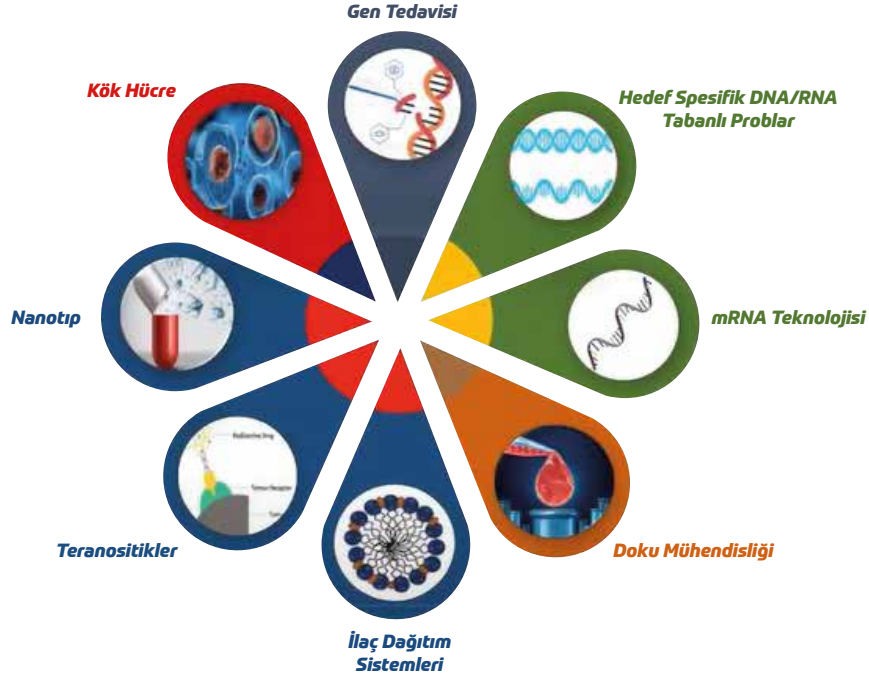 Gen Tedavisi
Hedef Spesifik DNA/RNA
Tabanlı Problar
mRNA Teknolojisi
Doku Mühendisliği
İlaç Dağıtım
Sistemleri
Teranositikler
Nanotıp
Kök Hücre